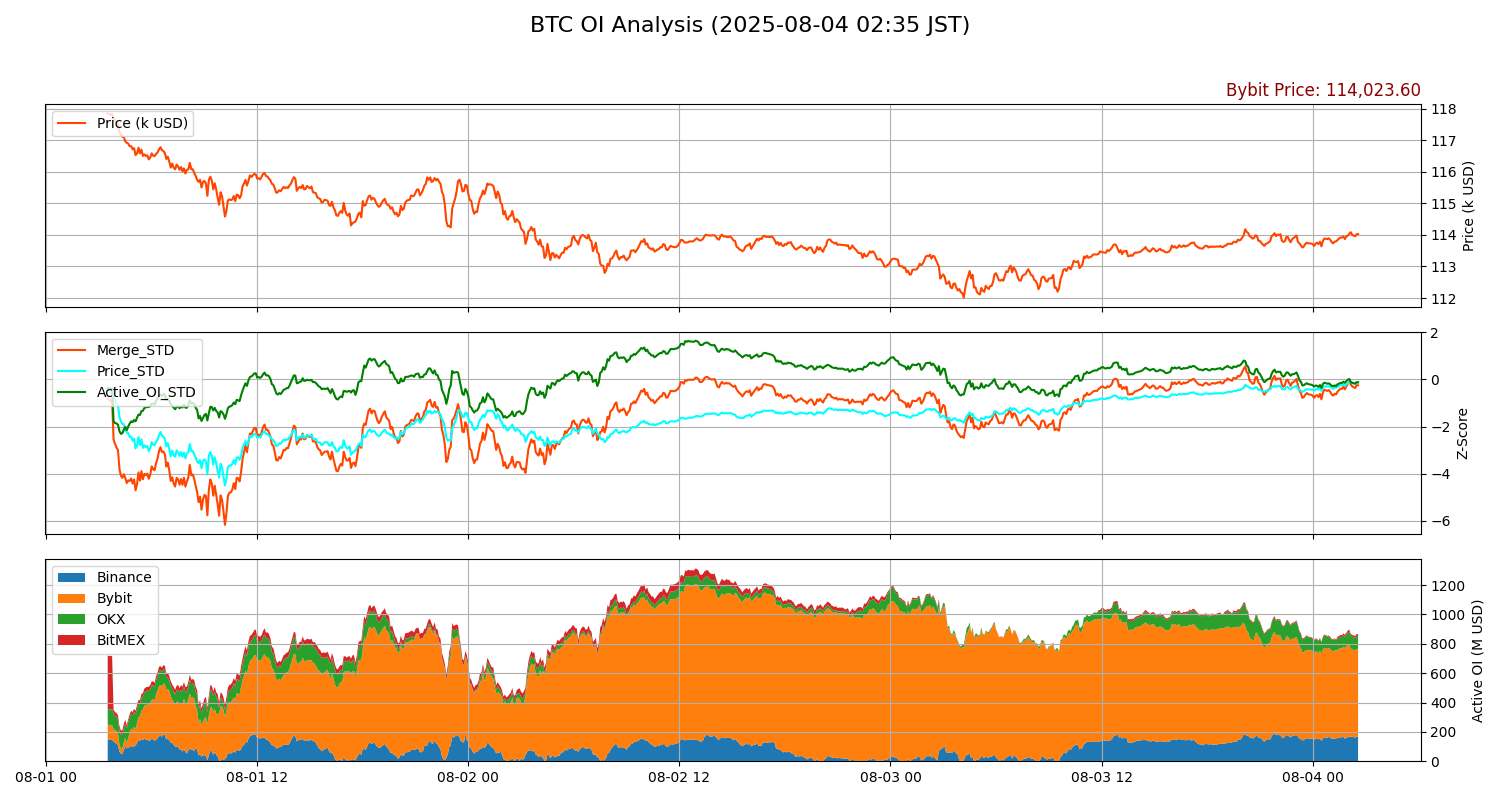 BTC OI Analysis (2025-08-04 02:35 JST)
Bybit Price: 114,023.60
Price (k USD)
118
117
116
115
114
113
112
Price (k USD)
Merge_STD
Price_STD
Active_OI_STD
2
0
−2
−4
−6
Z-Score
Binance
Bybit
OKX
BitMEX
1200
1000
800
600
400
200
0
Active OI (M USD)
08-01 00
08-01 12
08-02 00
08-02 12
08-03 00
08-03 12
08-04 00